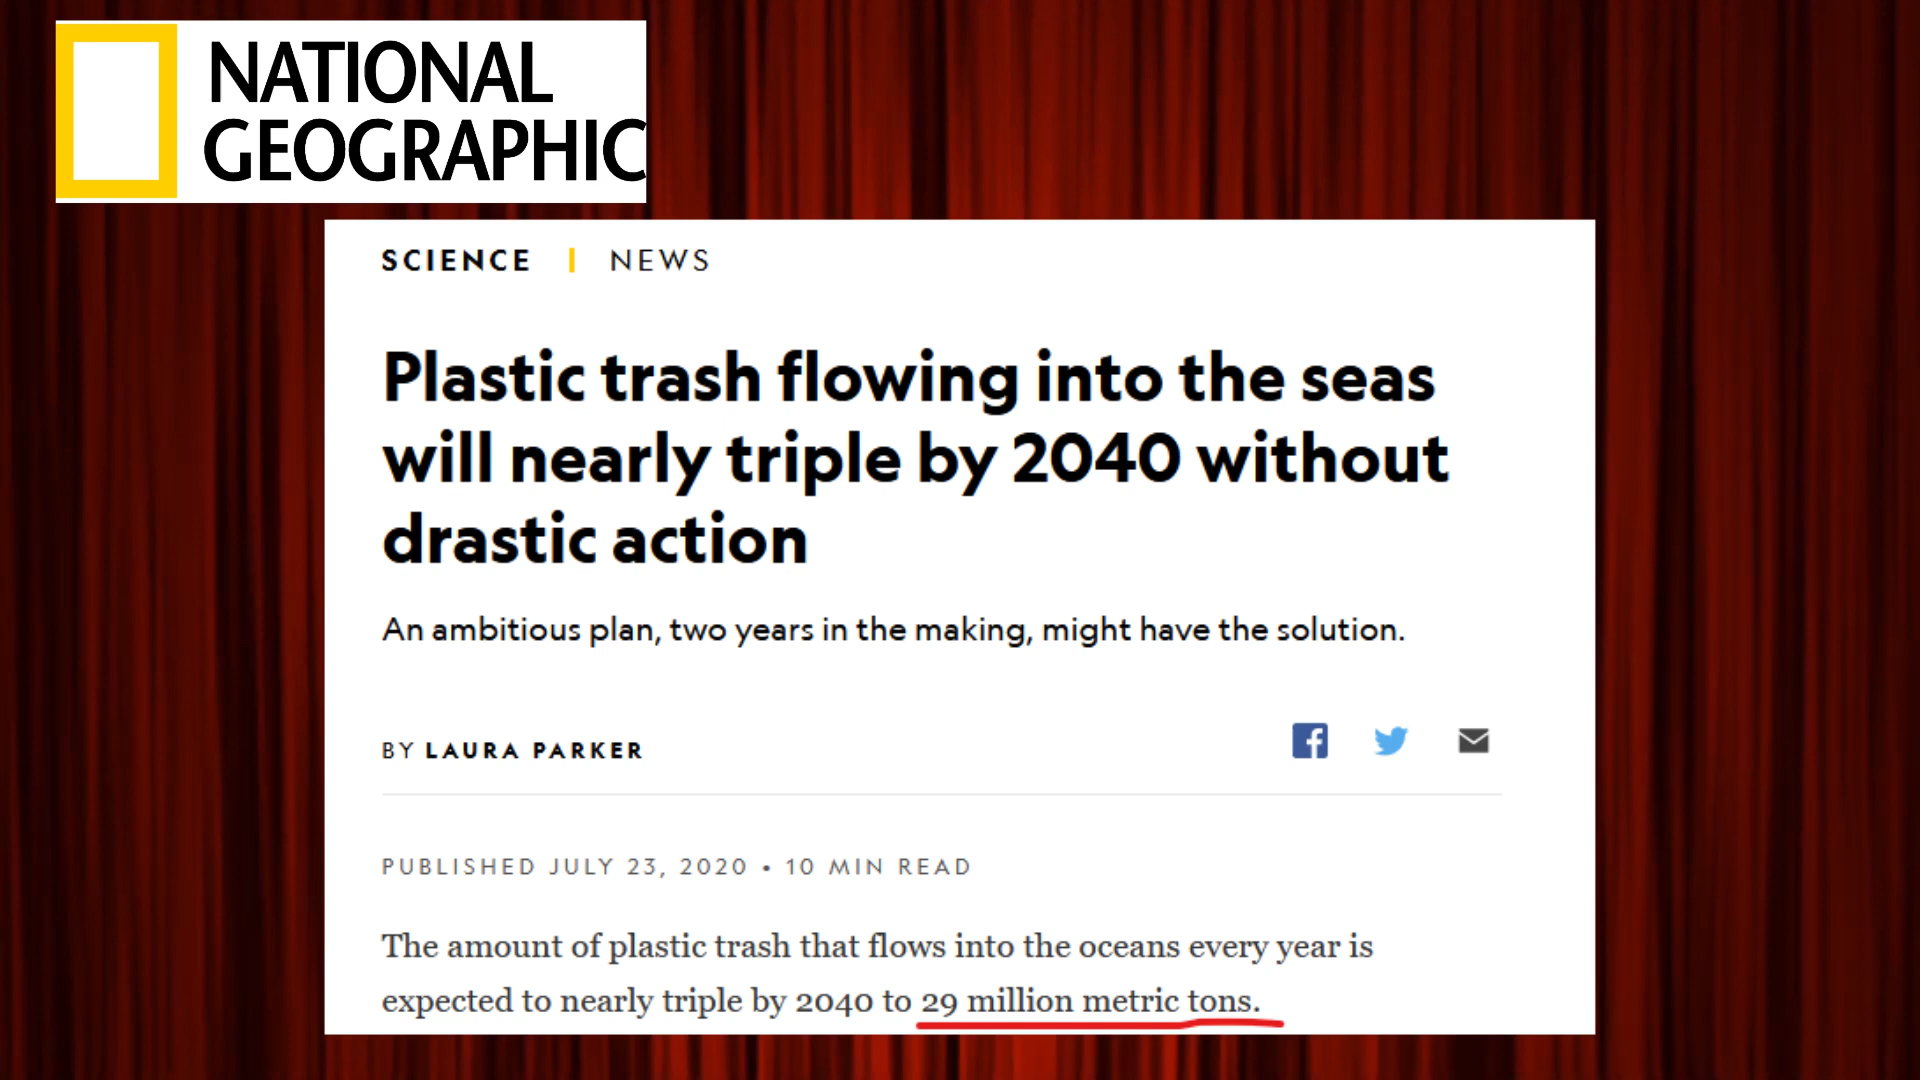 NATIONAL
GEOGRAPHIC
SCIENCE | NEWS
Plastic trash flowing into the seas
will nearly triple by 2040 without
drastic action
An ambitious plan, two years in the making, might have the solution.
BY LAURA PARKER
PUBLISHED JULY 23, 2020 • 10 MIN READ
The amount of plastic trash that flows into the oceans every year is
expected to nearly triple by 2040 to 29 million metric tons.